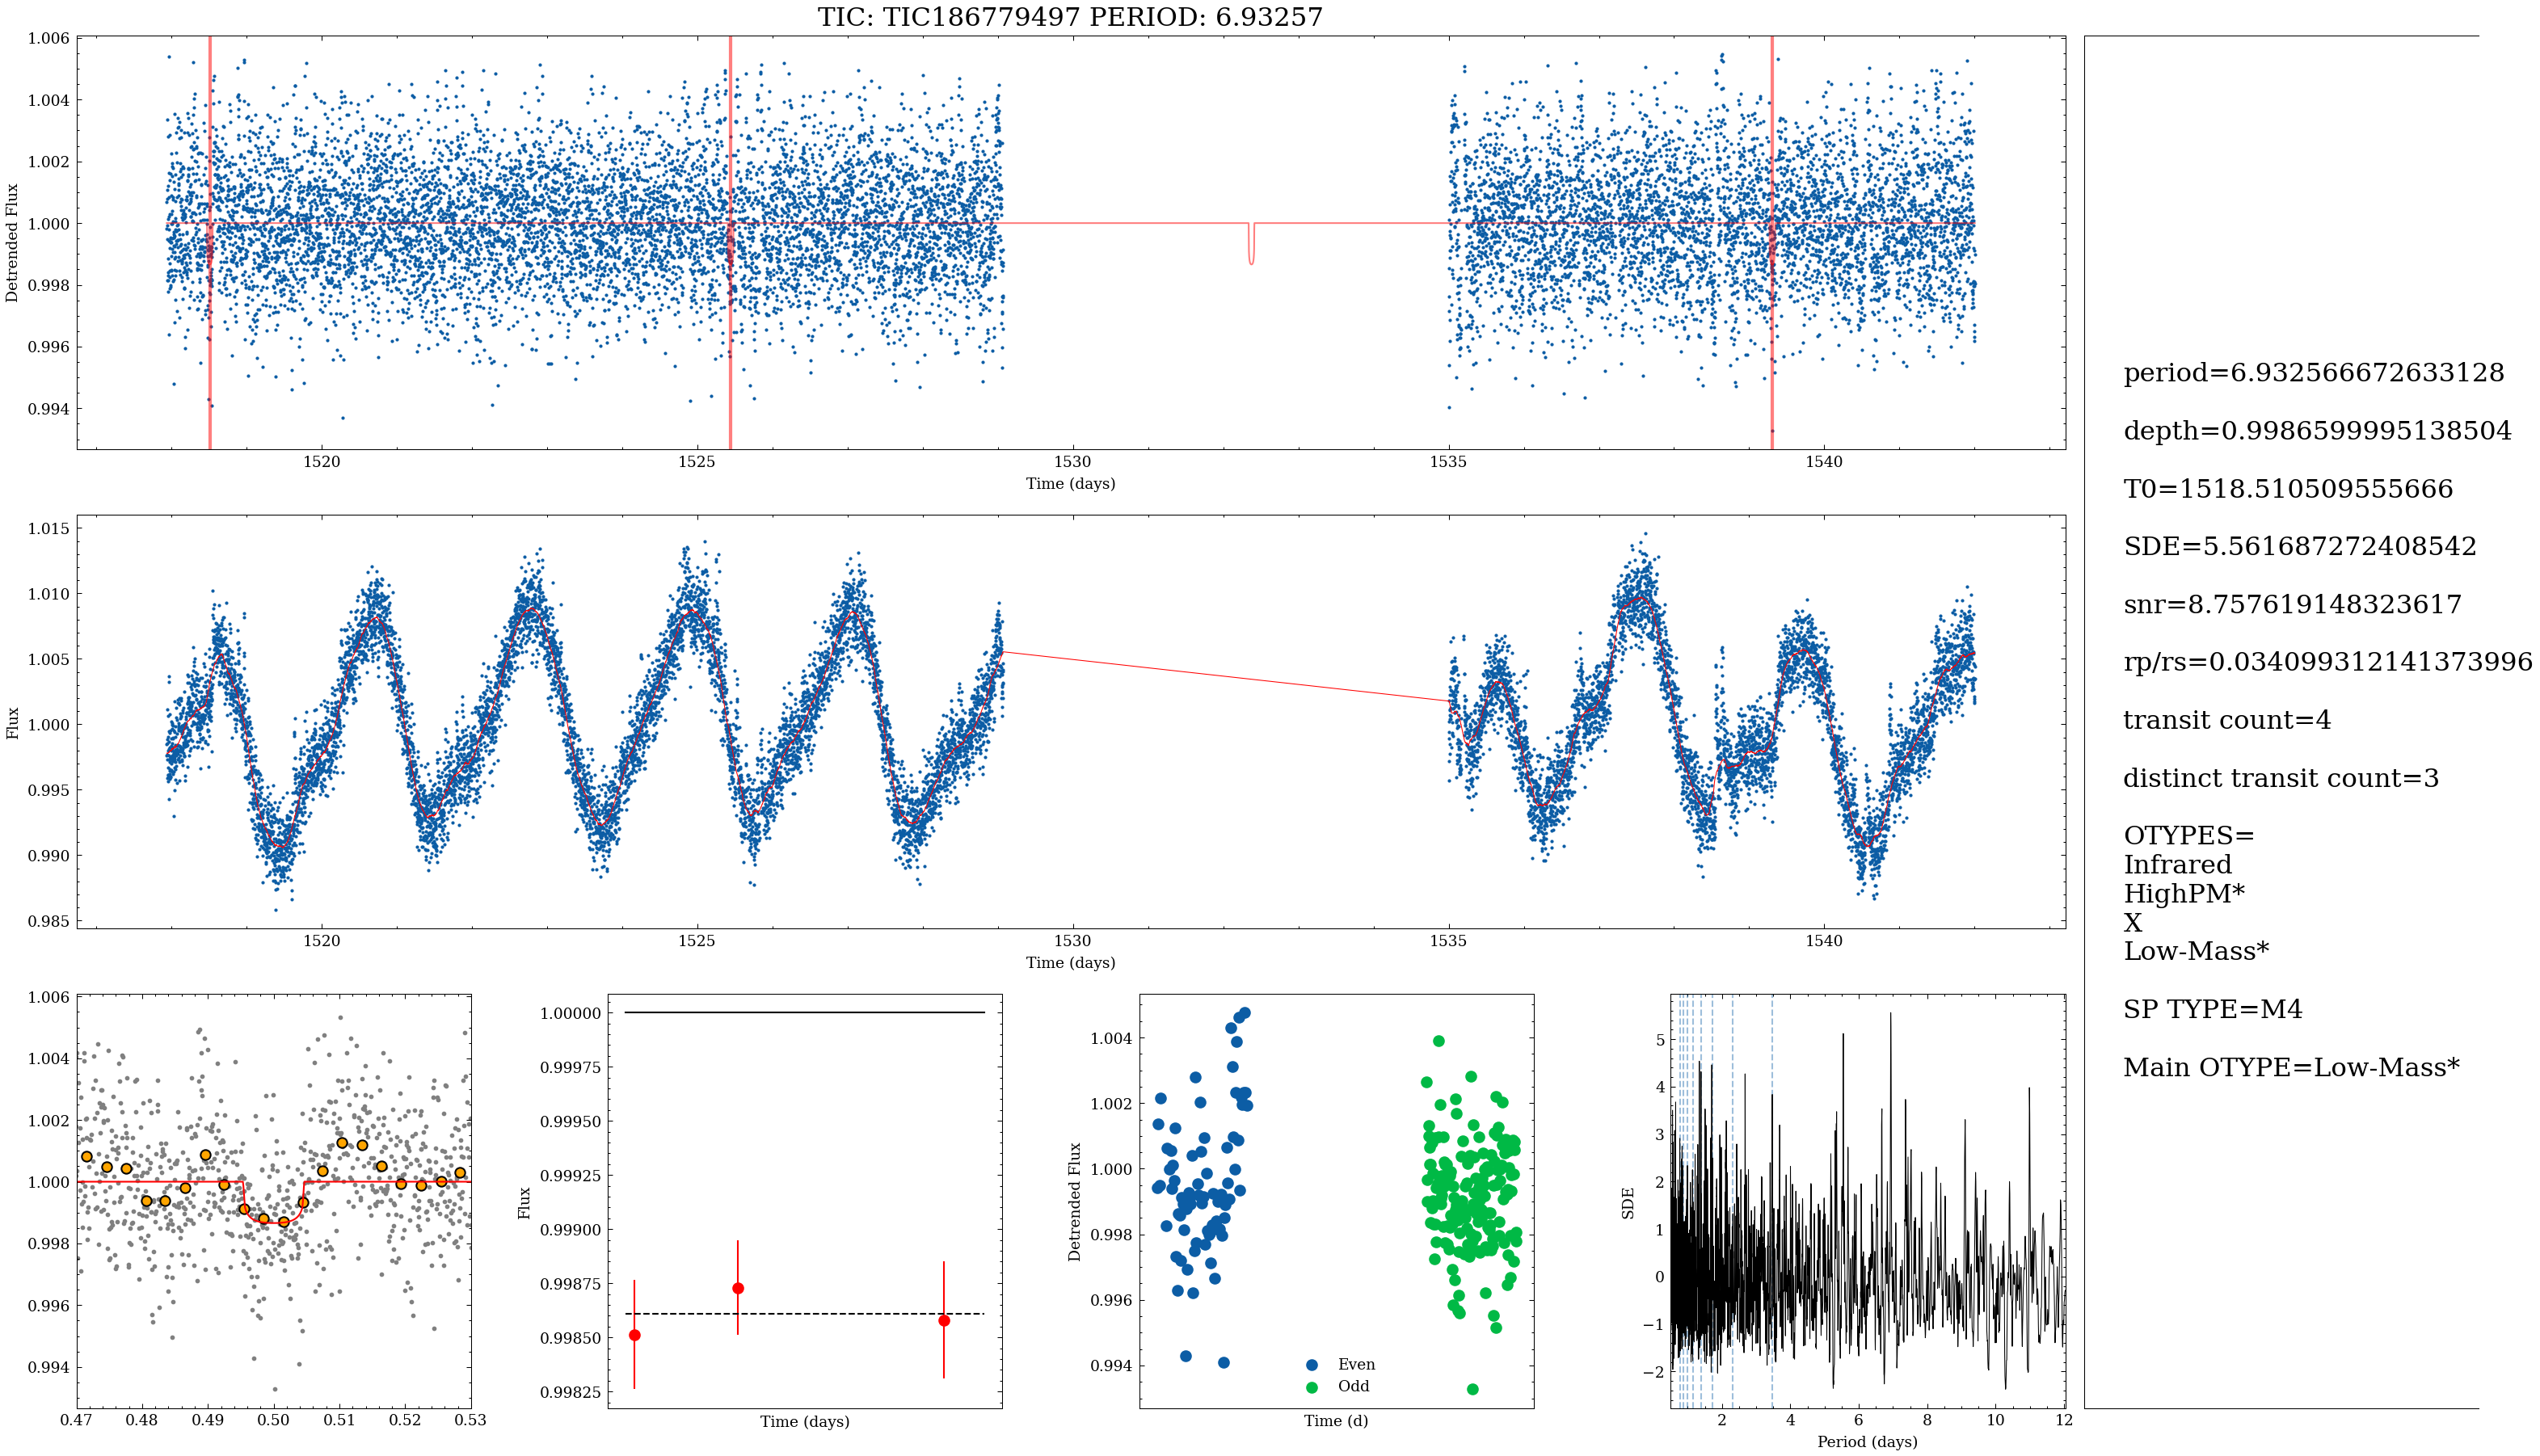 TIC: TIC186779497 PERIOD: 6.93257
1.006
1.004
1.002
1.000
0.998
0.996
0.994
Detrended Flux
1520
1525
1530
1535
1540
Time (days)
1.015
1.010
1.005
1.000
0.995
0.990
0.985
Flux
1520
1525
1530
1535
1540
Time (days)
1.006
1.004
1.002
1.000
0.998
0.996
0.994
0.47
0.48
0.49
0.50
0.51
0.52
0.53
1.00000
0.99975
0.99950
0.99925
0.99900
0.99875
0.99850
0.99825
Flux
Time (days)
1.004
1.002
1.000
0.998
0.996
0.994
Detrended Flux
Even
Odd
Time (d)
5
4
3
2
1
0
−1
−2
SDE
2
4
6
8
10
12
Period (days)
period=6.932566672633128
depth=0.9986599995138504
T0=1518.510509555666
SDE=5.561687272408542
snr=8.757619148323617
rp/rs=0.034099312141373996
transit count=4
distinct transit count=3
OTYPES=
Infrared
HighPM*
X
Low-Mass*
SP TYPE=M4
Main OTYPE=Low-Mass*